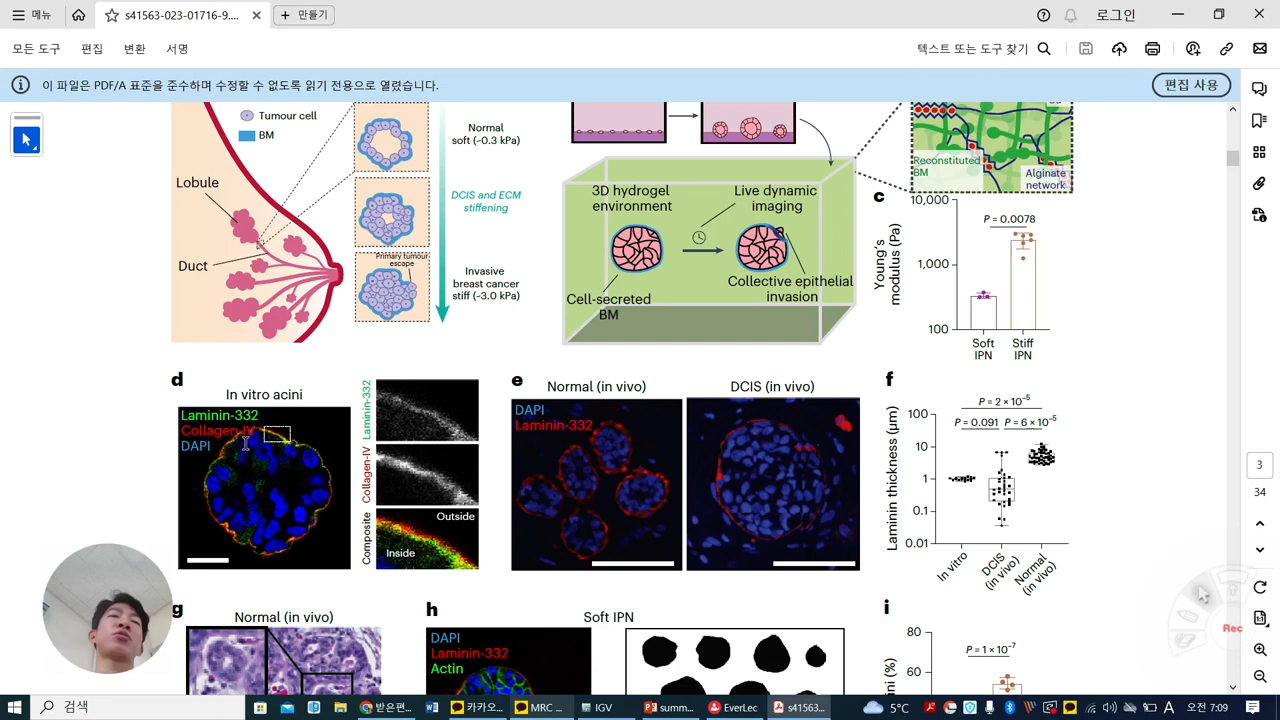 메뉴
s41563-023-01716-9....
만들기
로그인
모든 도구
편집
변환
서명
텍스트 또는 도구 찾기
이 파일은 PDF/A 표준을 준수하며 수정할 수 없도록 읽기 전용으로 열렸습니다.
편집 사용
Tumour cell
BM
Lobule
Duct
Primary tumour
escape
Normal
soft (~0.3 kPa)
DCIS and ECM
stiffening
Invasive
breast cancer
stiff (~3.0 kPa)
3D hydrogel
environment
Live dynamic
imaging
Cell-secreted
BM
Collective epithelial
invasion
Reconstituted
BM
Alginate
network
c
Young's
modulus (Pa)
10,000
1,000
100
P = 0.0078
Soft
IPN
Stiff
IPN
d
In vitro acini
Laminin-332
Collagen-IV
DAPI
Laminin-332
Collagen-IV
Composite
Outside
Inside
e
Normal (in vivo)
DAPI
Laminin-332
DCIS (in vivo)
f
Laminin thickness (μm)
P = 2 × 10⁻⁵
P = 0.091
P = 6 × 10⁻⁵
100
10
1
0.1
0.01
In vitro
DCIS
(in vivo)
Normal
(in vivo)
3
34
g
Normal (in vivo)
h
Soft IPN
DAPI
Laminin-332
Actin
i
80
60
P = 1 × 10⁻⁷
Rec
검색
받은편...
카카오...
MRC ...
IGV
summ...
EverLec
s41563...
5°C
A
오전 7:09